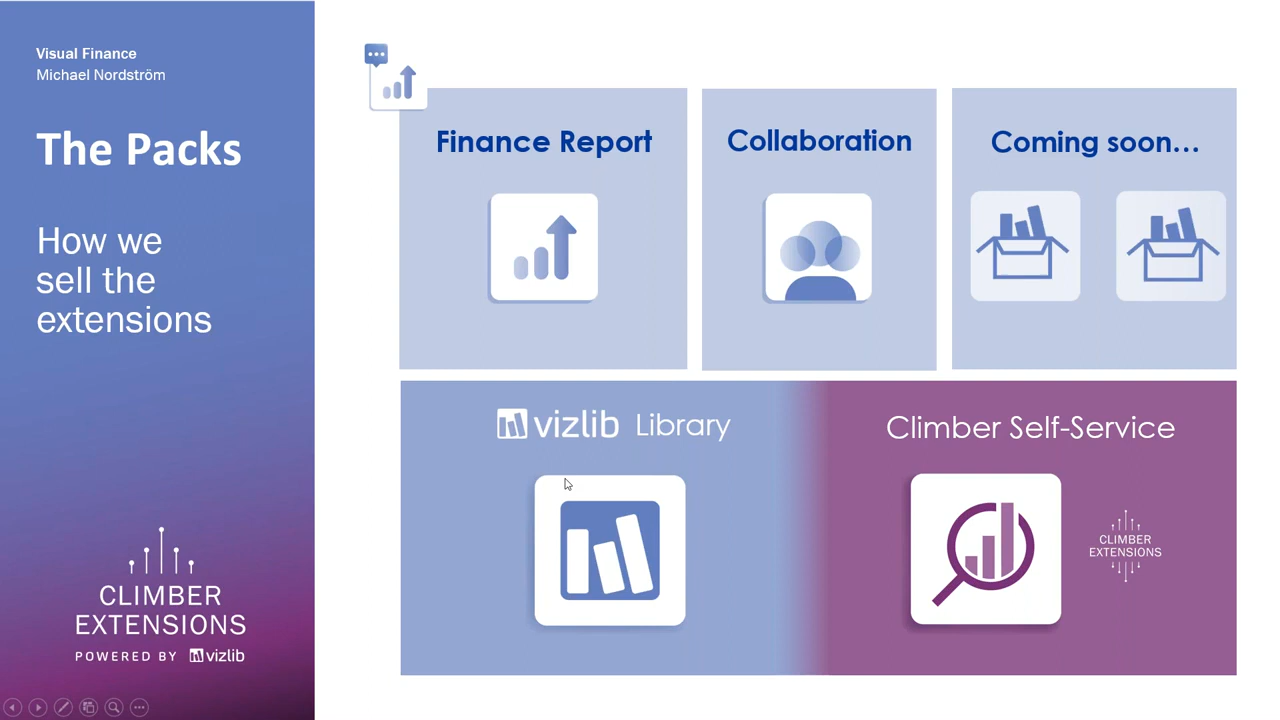 Visual Finance
Michael Nordström
The Packs
How we
sell the
extensions
CLIMBER
EXTENSIONS
POWERED BY vizlib
Finance Report
Collaboration
Coming soon...
vizlib Library
Climber Self-Service
CLIMBER
EXTENSIONS